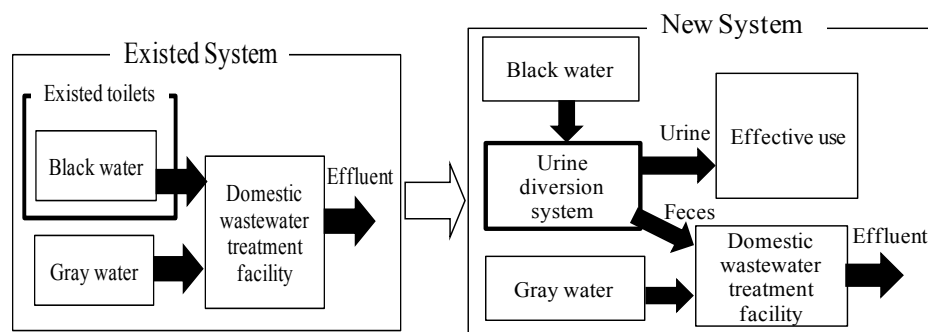 Existed System
Existed toilets
Black water
Gray water
Domestic
wastewater
treatment
facility
Effluent
New System
Black water
Urine
diversion
system
Urine
Effective use
Feces
Gray water
Domestic
wastewater
treatment
facility
Effluent